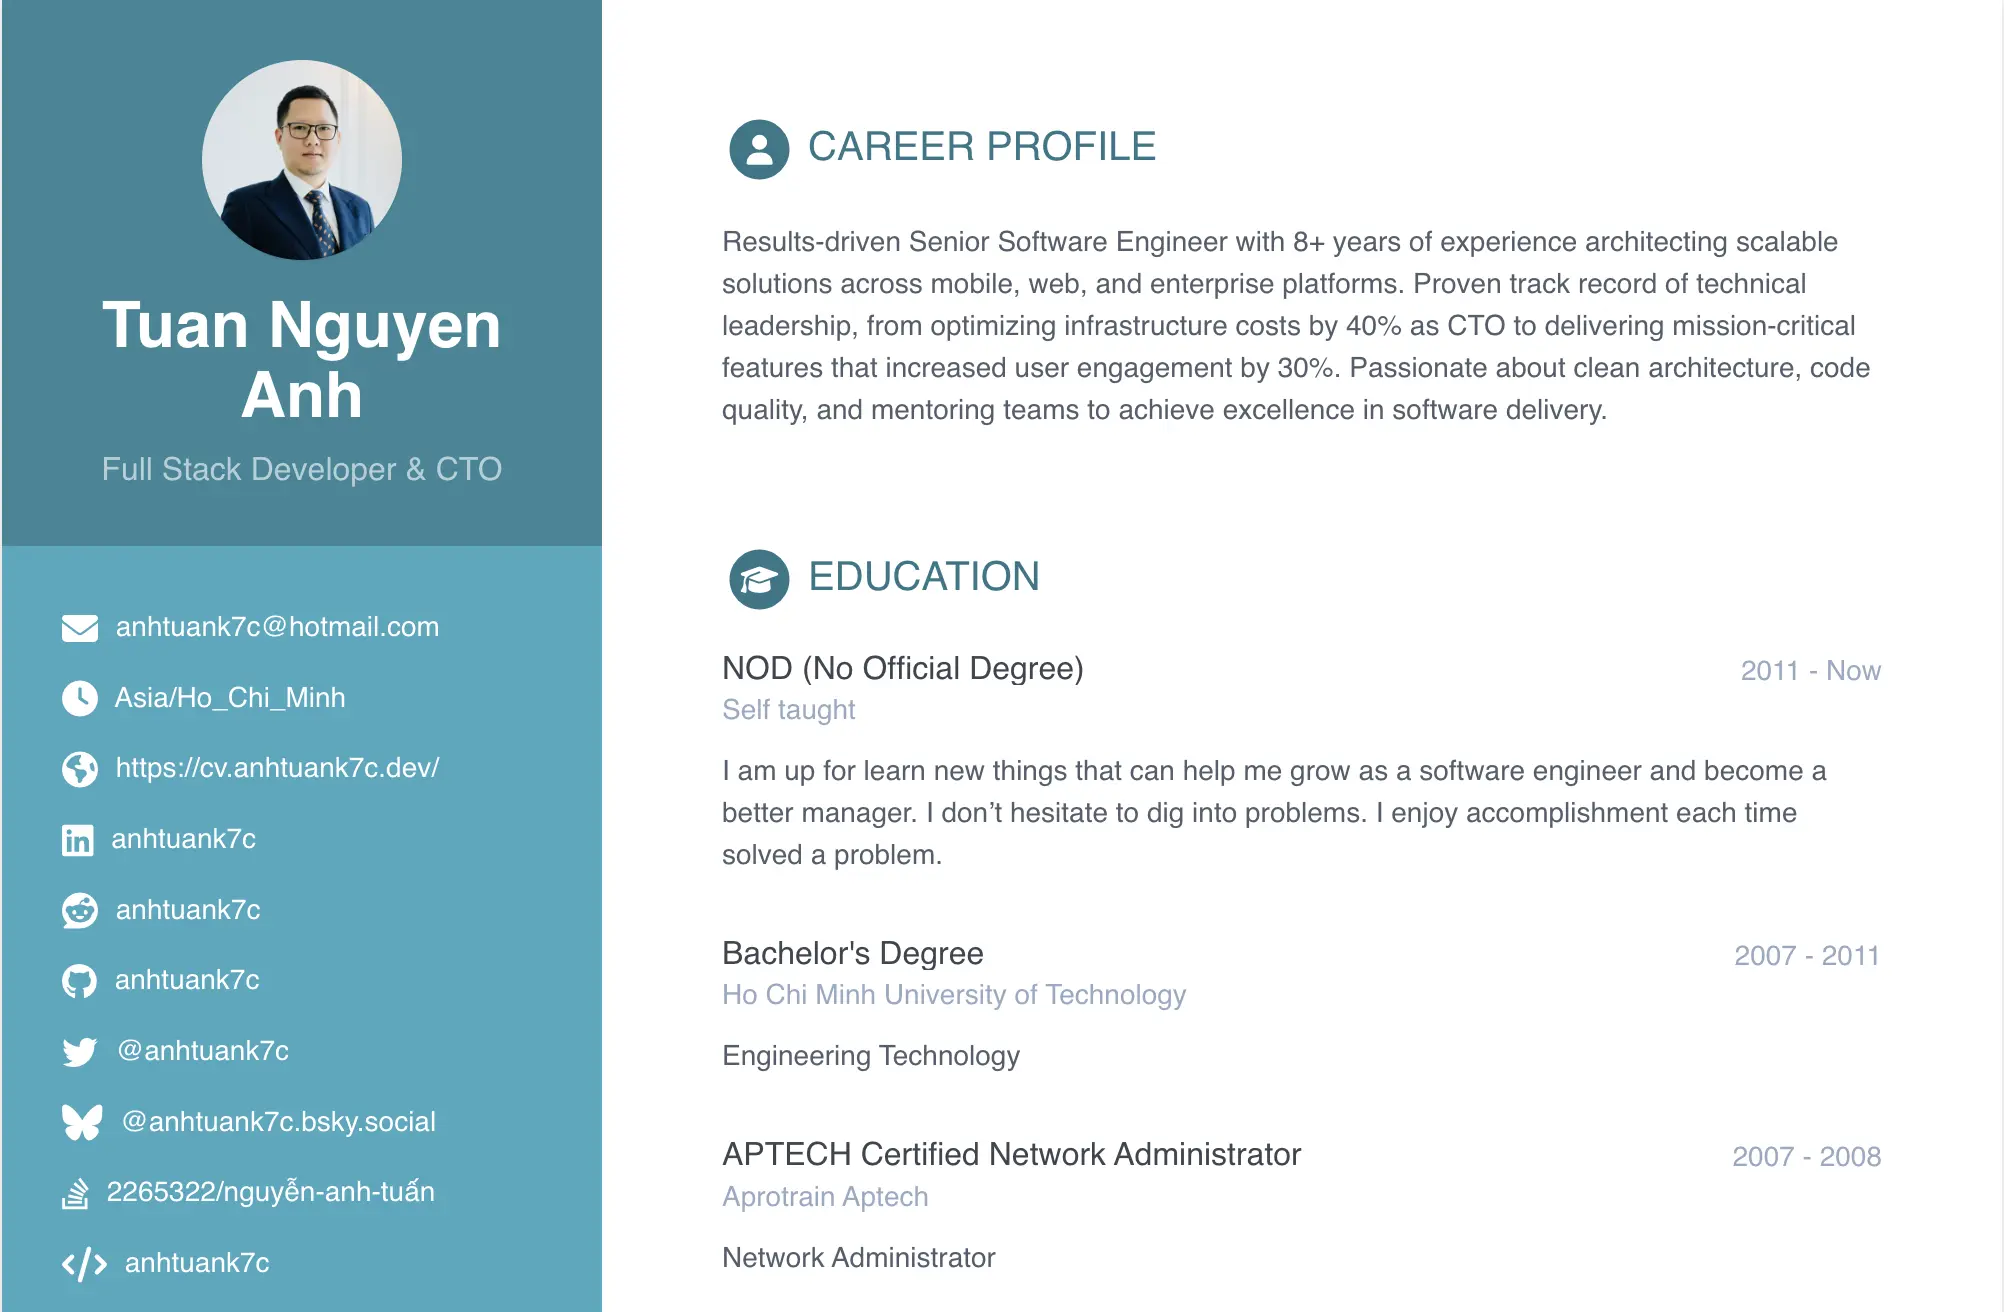 Tuan Nguyen
Anh
Full Stack Developer & CTO
anhtuank7c@hotmail.com
Asia/Ho_Chi_Minh
https://cv.anhtuank7c.dev/
anhtuank7c
anhtuank7c
anhtuank7c
@anhtuank7c
@anhtuank7c.bsky.social
2265322/nguyễn-anh-tuấn
anhtuank7c
CAREER PROFILE
Results-driven Senior Software Engineer with 8+ years of experience architecting scalable
solutions across mobile, web, and enterprise platforms. Proven track record of technical
leadership, from optimizing infrastructure costs by 40% as CTO to delivering mission-critical
features that increased user engagement by 30%. Passionate about clean architecture, code
quality, and mentoring teams to achieve excellence in software delivery.
EDUCATION
NOD (No Official Degree)
2011 - Now
Self taught
I am up for learn new things that can help me grow as a software engineer and become a
better manager. I don’t hesitate to dig into problems. I enjoy accomplishment each time
solved a problem.
Bachelor's Degree
2007 - 2011
Ho Chi Minh University of Technology
Engineering Technology
APTECH Certified Network Administrator
2007 - 2008
Aprotrain Aptech
Network Administrator